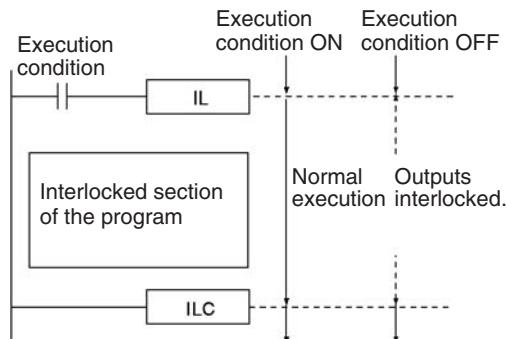 Execution
condition
Execution
condition ON
Execution
condition OFF
IL
Interlocked section
of the program
Normal
execution
Outputs
interlocked.
ILC